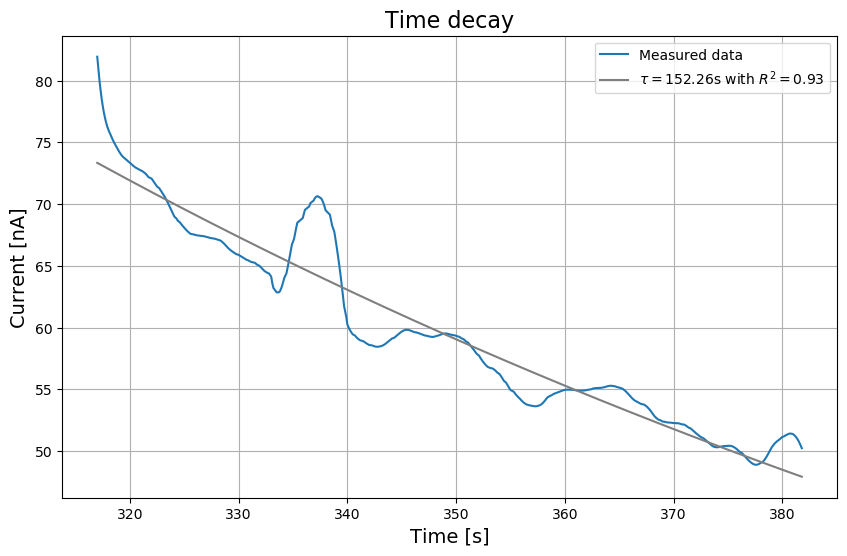 Time decay
Measured data
τ = 152.26s with R² = 0.93
Current [nA]
80
75
70
65
60
55
50
320 330 340 350 360 370 380
Time [s]